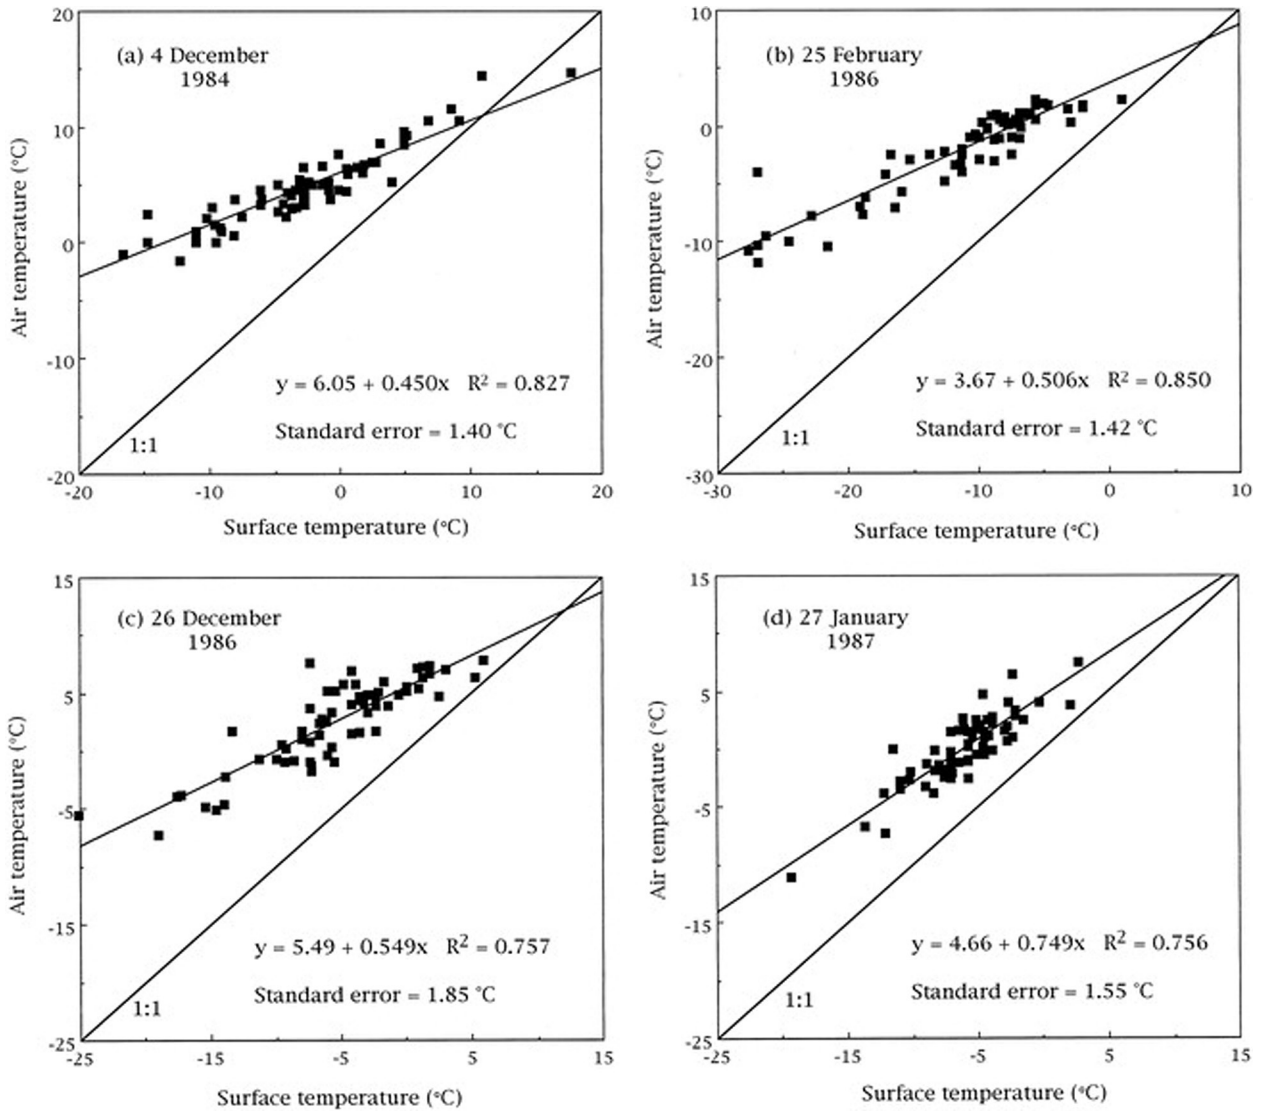 (a) 4 December
1984
20
10
0
-10
-20
Air temperature (°C)
y = 6.05 + 0.450x R² = 0.827
Standard error = 1.40 °C
1:1
-20 -10 0 10 20
Surface temperature (°C)
(b) 25 February
1986
10
0
-10
-20
-30
Air temperature (°C)
y = 3.67 + 0.506x R² = 0.850
Standard error = 1.42 °C
1:1
-30 -20 -10 0 10
Surface temperature (°C)
(c) 26 December
1986
15
5
-5
-15
-25
Air temperature (°C)
y = 5.49 + 0.549x R² = 0.757
Standard error = 1.85 °C
1:1
-25 -15 -5 5 15
Surface temperature (°C)
(d) 27 January
1987
15
5
-5
-15
-25
Air temperature (°C)
y = 4.66 + 0.749x R² = 0.756
Standard error = 1.55 °C
1:1
-25 -15 -5 5 15
Surface temperature (°C)